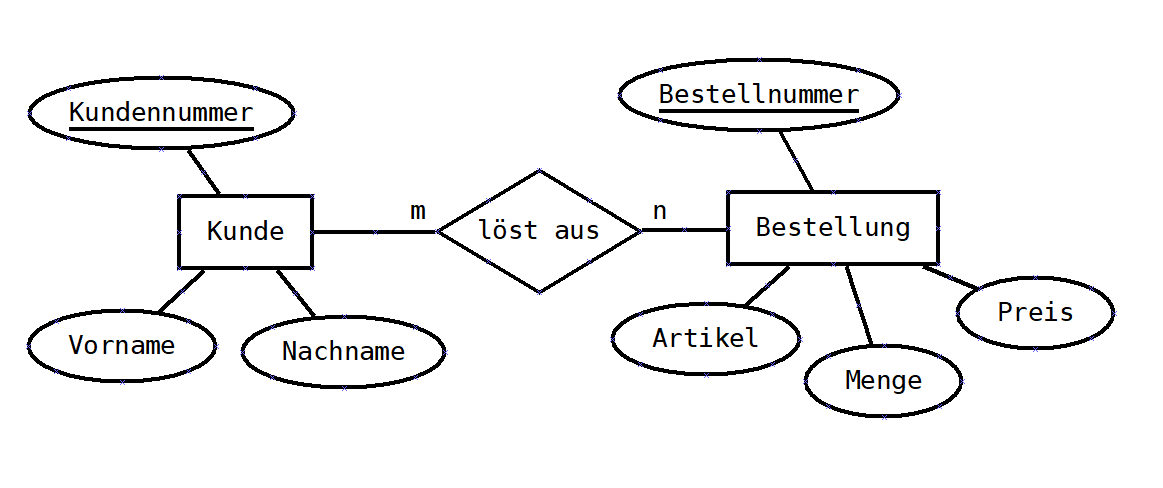 Kundennummer
Bestellnummer
m
n
Kunde
löst aus
Bestellung
Vorname
Nachname
Artikel
Menge
Preis